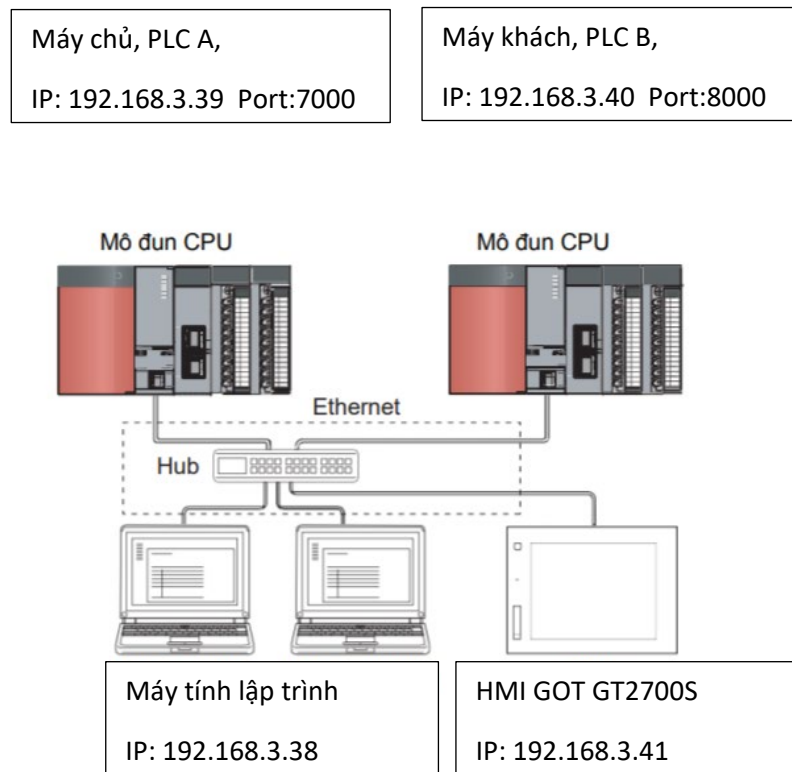 Máy chủ, PLC A,
IP: 192.168.3.39  Port:7000
Máy khách, PLC B,
IP: 192.168.3.40  Port:8000
Mô đun CPU
Mô đun CPU
Ethernet
Hub
Máy tính lập trình
IP: 192.168.3.38
HMI GOT GT2700S
IP: 192.168.3.41